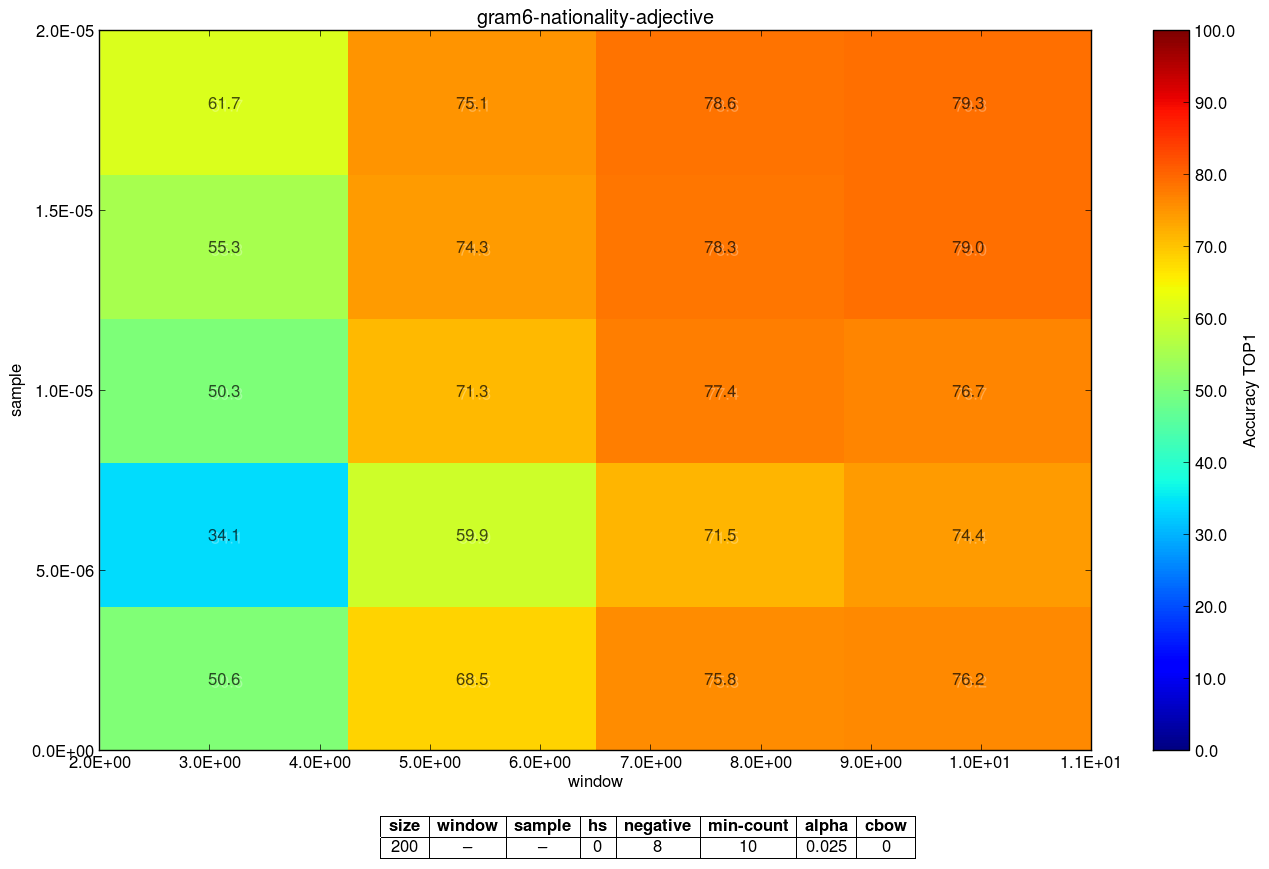 gram6-nationality-adjective
2.0E-05
100.0
61.7 75.1 78.6 79.3
90.0
80.0
1.5E-05
70.0
55.3 74.3 78.3 79.0
60.0
sample
1.0E-05
50.3 71.3 77.4 76.7
50.0
Accuracy TOP1
40.0
34.1 59.9 71.5 74.4
30.0
5.0E-06
20.0
50.6 68.5 75.8 76.2
10.0
0.0E+00
0.0
2.0E+00 3.0E+00 4.0E+00 5.0E+00 6.0E+00 7.0E+00 8.0E+00 9.0E+00 1.0E+01 1.1E+01
window
size window sample hs negative min-count alpha cbow
200 – – 0 8 10 0.025 0